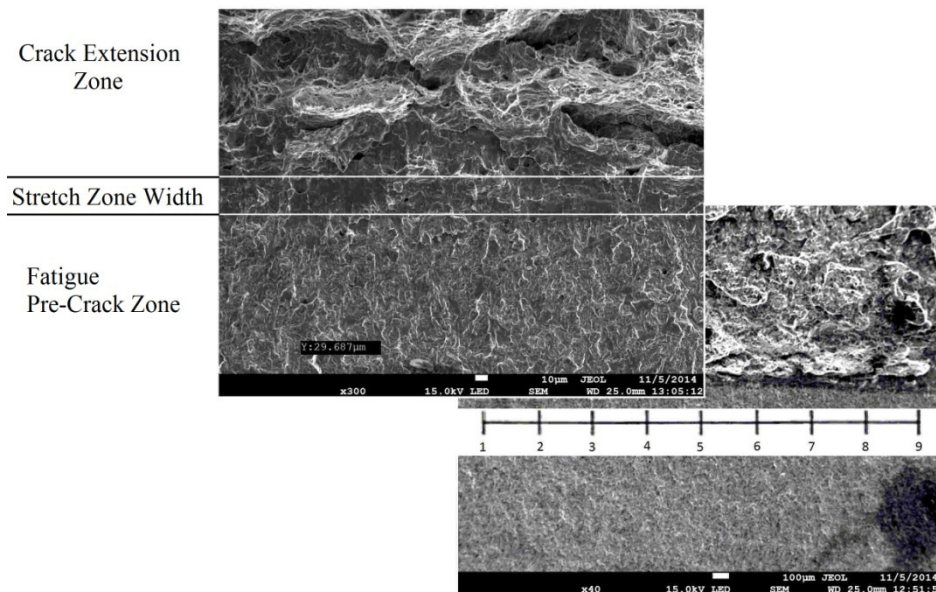 Crack Extension
Zone
Stretch Zone Width
Fatigue
Pre-Crack Zone
Y:29.687µm
10µm JEOL 11/5/2014
x300 15.0kV LED SEM WD 25.0mm 13:05:12
1 2 3 4 5 6 7 8 9
100µm JEOL 11/5/2014
x40 15.0kV LED SEM WD 25.0mm 12:51:5